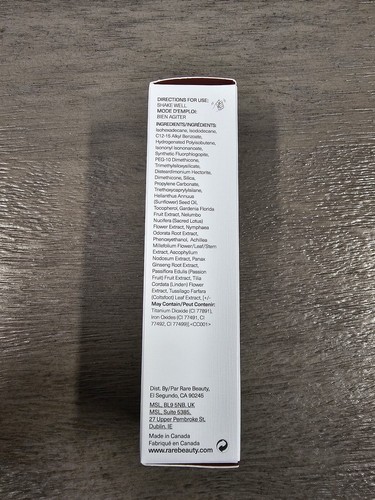 DIRECTIONS FOR USE:
SHAKE WELL
MODE D'EMPLOI:
BIEN AGITER
INGREDIENTS/INGRÉDIENTS:
Isohexadecane, Isododecane,
C12-15 Alkyl Benzoate,
Hydrogenated Polyisobutene,
Isononyl Isononanoate,
Synthetic Fluorphlogopite,
PEG-10 Dimethicone,
Trimethylsiloxysilicate,
Disteardimonium Hectorite,
Dimethicone, Silica,
Propylene Carbonate,
Triethoxycaprylylsilane,
Helianthus Annuus
(Sunflower) Seed Oil,
Tocopherol, Gardenia Florida
Fruit Extract, Nelumbo
Nucifera (Sacred Lotus)
Flower Extract, Nymphaea
Odorata Root Extract,
Phenoxyethanol, Achillea
Millefolium Flower/Leaf/Stem
Extract, Ascophyllum
Nodosum Extract, Panax
Ginseng Root Extract,
Passiflora Edulis (Passion
Fruit) Fruit Extract, Tilia
Cordata (Linden) Flower
Extract, Tussilago Farfara
(Coltsfoot) Leaf Extract, [+/-
May Contain/Peut Contenir:
Titanium Dioxide (CI 77891),
Iron Oxides (CI 77491, CI
77492, CI 77499)] <CC001>
Dist. By/Par Rare Beauty,
El Segundo, CA 90245
MSL, BL9 5NB, UK
MSL, Suite 5385,
27 Upper Pembroke St,
Dublin, IE
Made in Canada
Fabriqué en Canada
www.rarebeauty.com